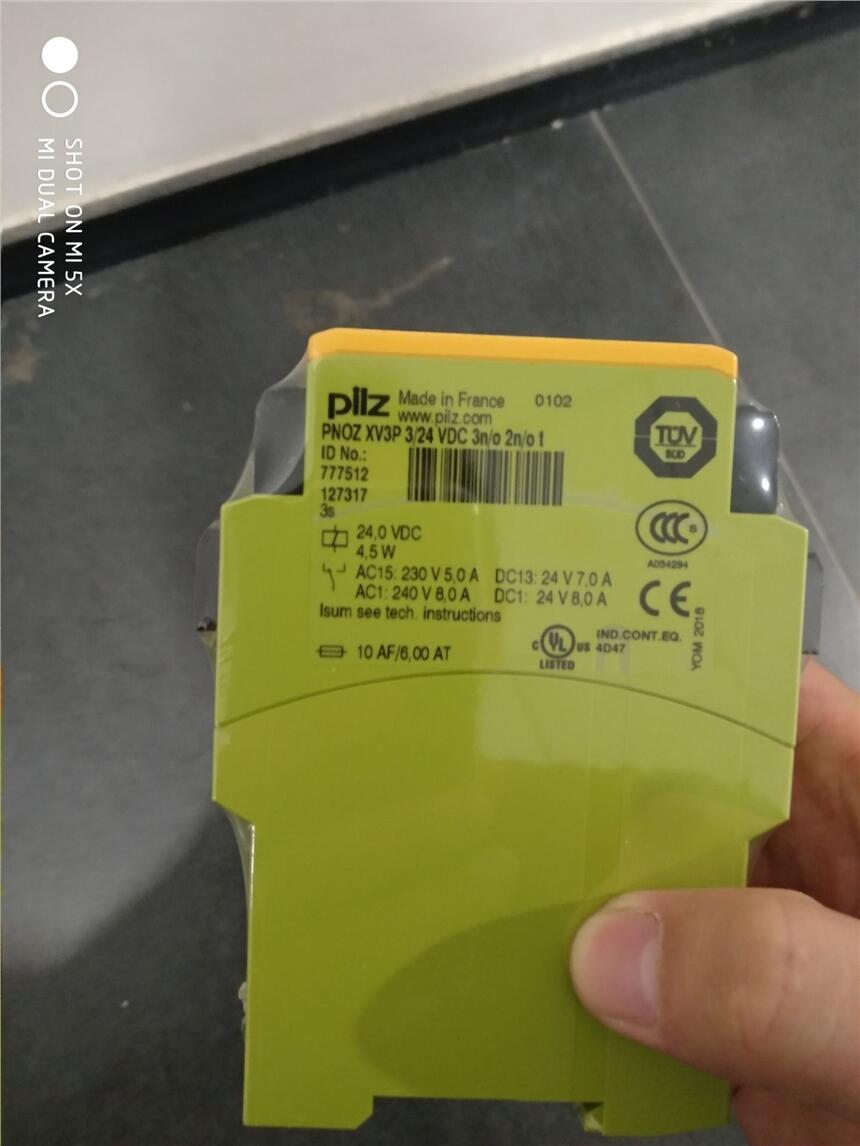 SHOT ON MI 5X
MI DUAL CAMERA
pilz Made in France 0102
www.pilz.com
PNOZ XV3P 3/24 VDC 3n/o 2n/o t
ID No.:
777512
127317
3s
TÜV
SÜD
24,0 VDC
4,5 W
CCC S
A054294
AC15: 230 V 5,0 A DC13: 24 V 7,0 A
AC1: 240 V 8,0 A DC1: 24 V 8,0 A
CE
Isum see tech. instructions
YOM 2018
10 AF/6,00 AT
C UL US IND.CONT.EQ.
LISTED 4D47